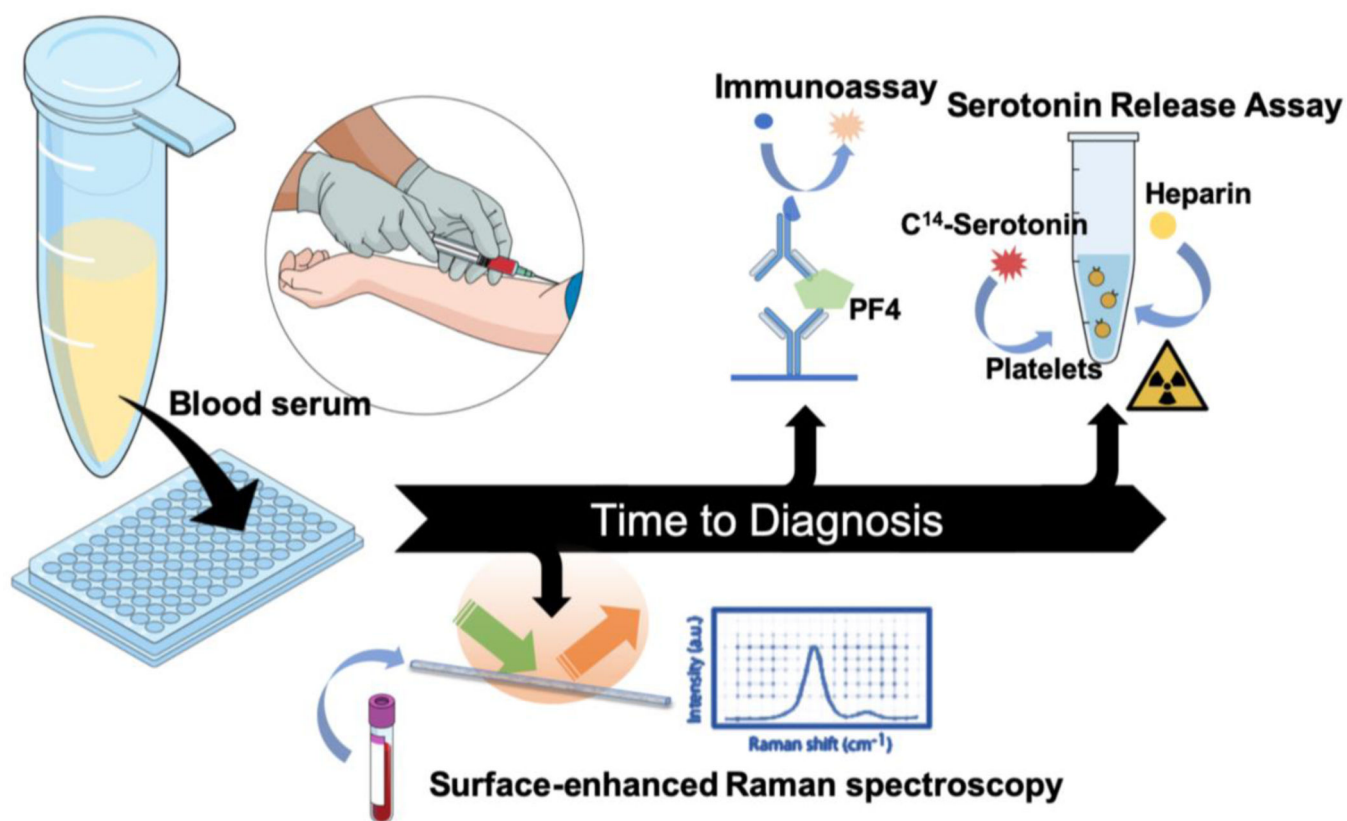 Immunoassay
Serotonin Release Assay
Heparin
C¹⁴-Serotonin
PF4
Platelets
Blood serum
Time to Diagnosis
Intensity (a.u.)
Raman shift (cm⁻¹)
Surface-enhanced Raman spectroscopy